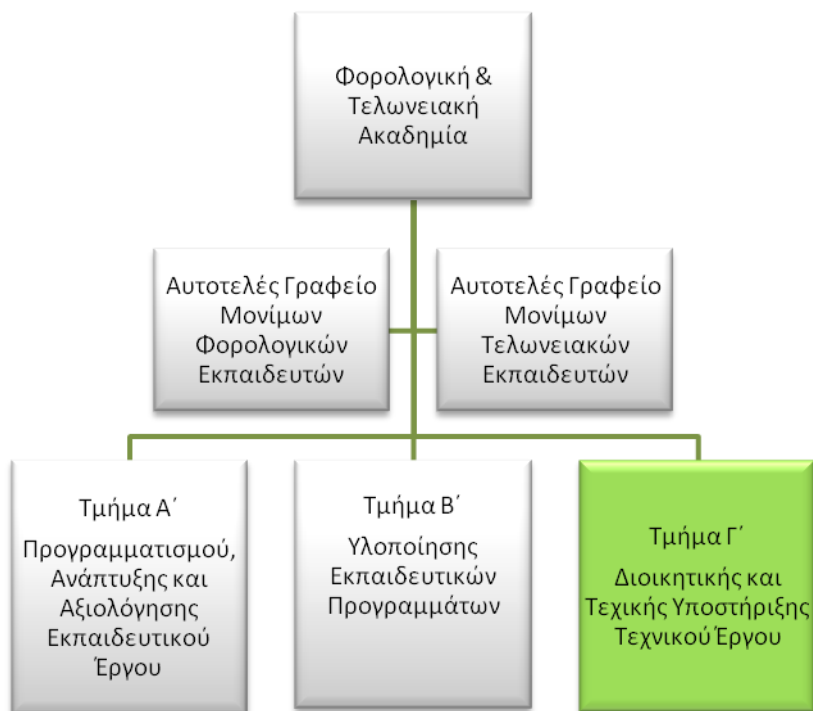 Φορολογική &
Τελωνειακή
Ακαδημία
Αυτοτελές Γραφείο
Μονίμων
Φορολογικών
Εκπαιδευτών
Αυτοτελές Γραφείο
Μονίμων
Τελωνειακών
Εκπαιδευτών
Τμήμα Α΄
Προγραμματισμού,
Ανάπτυξης και
Αξιολόγησης
Εκπαιδευτικού
Έργου
Τμήμα Β΄
Υλοποίησης
Εκπαιδευτικών
Προγραμμάτων
Τμήμα Γ΄
Διοικητικής και
Τεχικής Υποστήριξης
Τεχνικού Έργου